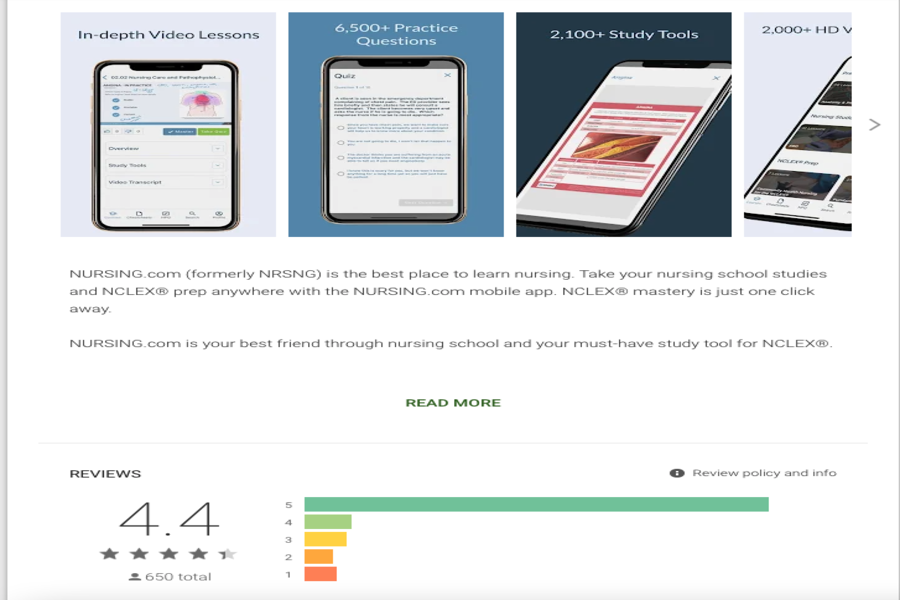 In-depth Video Lessons
6,500+ Practice
Questions
2,100+ Study Tools
2,000+ HD V
Quiz
Overview
Study Tools
Video Transcript
Angina
NCLEX® Prep
NURSING.com (formerly NRSNG) is the best place to learn nursing. Take your nursing school studies
and NCLEX® prep anywhere with the NURSING.com mobile app. NCLEX® mastery is just one click
away.
NURSING.com is your best friend through nursing school and your must-have study tool for NCLEX®.
READ MORE
REVIEWS
Review policy and info
4.4
650 total
5
4
3
2
1